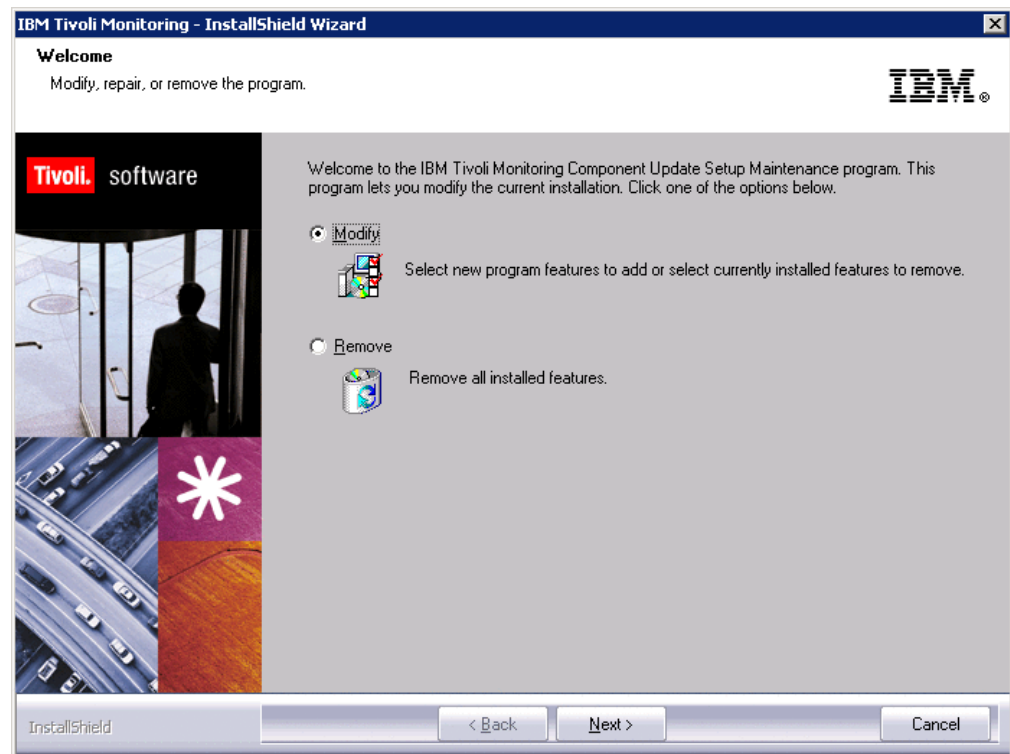 IBM Tivoli Monitoring - InstallShield Wizard
Welcome
Modify, repair, or remove the program.
IBM®
Tivoli. software
Welcome to the IBM Tivoli Monitoring Component Update Setup Maintenance program. This
program lets you modify the current installation. Click one of the options below.
Modify
Select new program features to add or select currently installed features to remove.
Remove
Remove all installed features.
InstallShield
< Back
Next >
Cancel